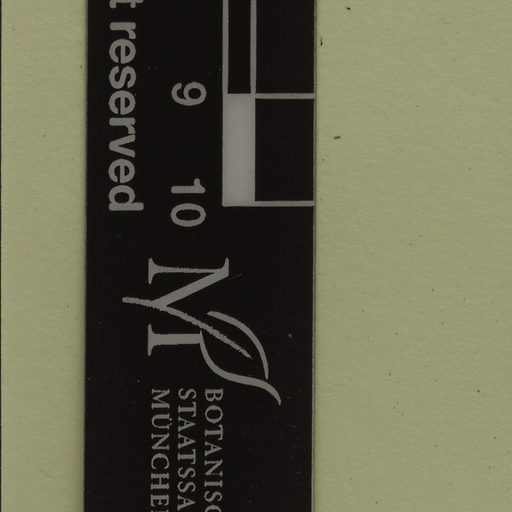 t reserved
9 10
M
BOTANISC
STAATSSA
MÜNCHE